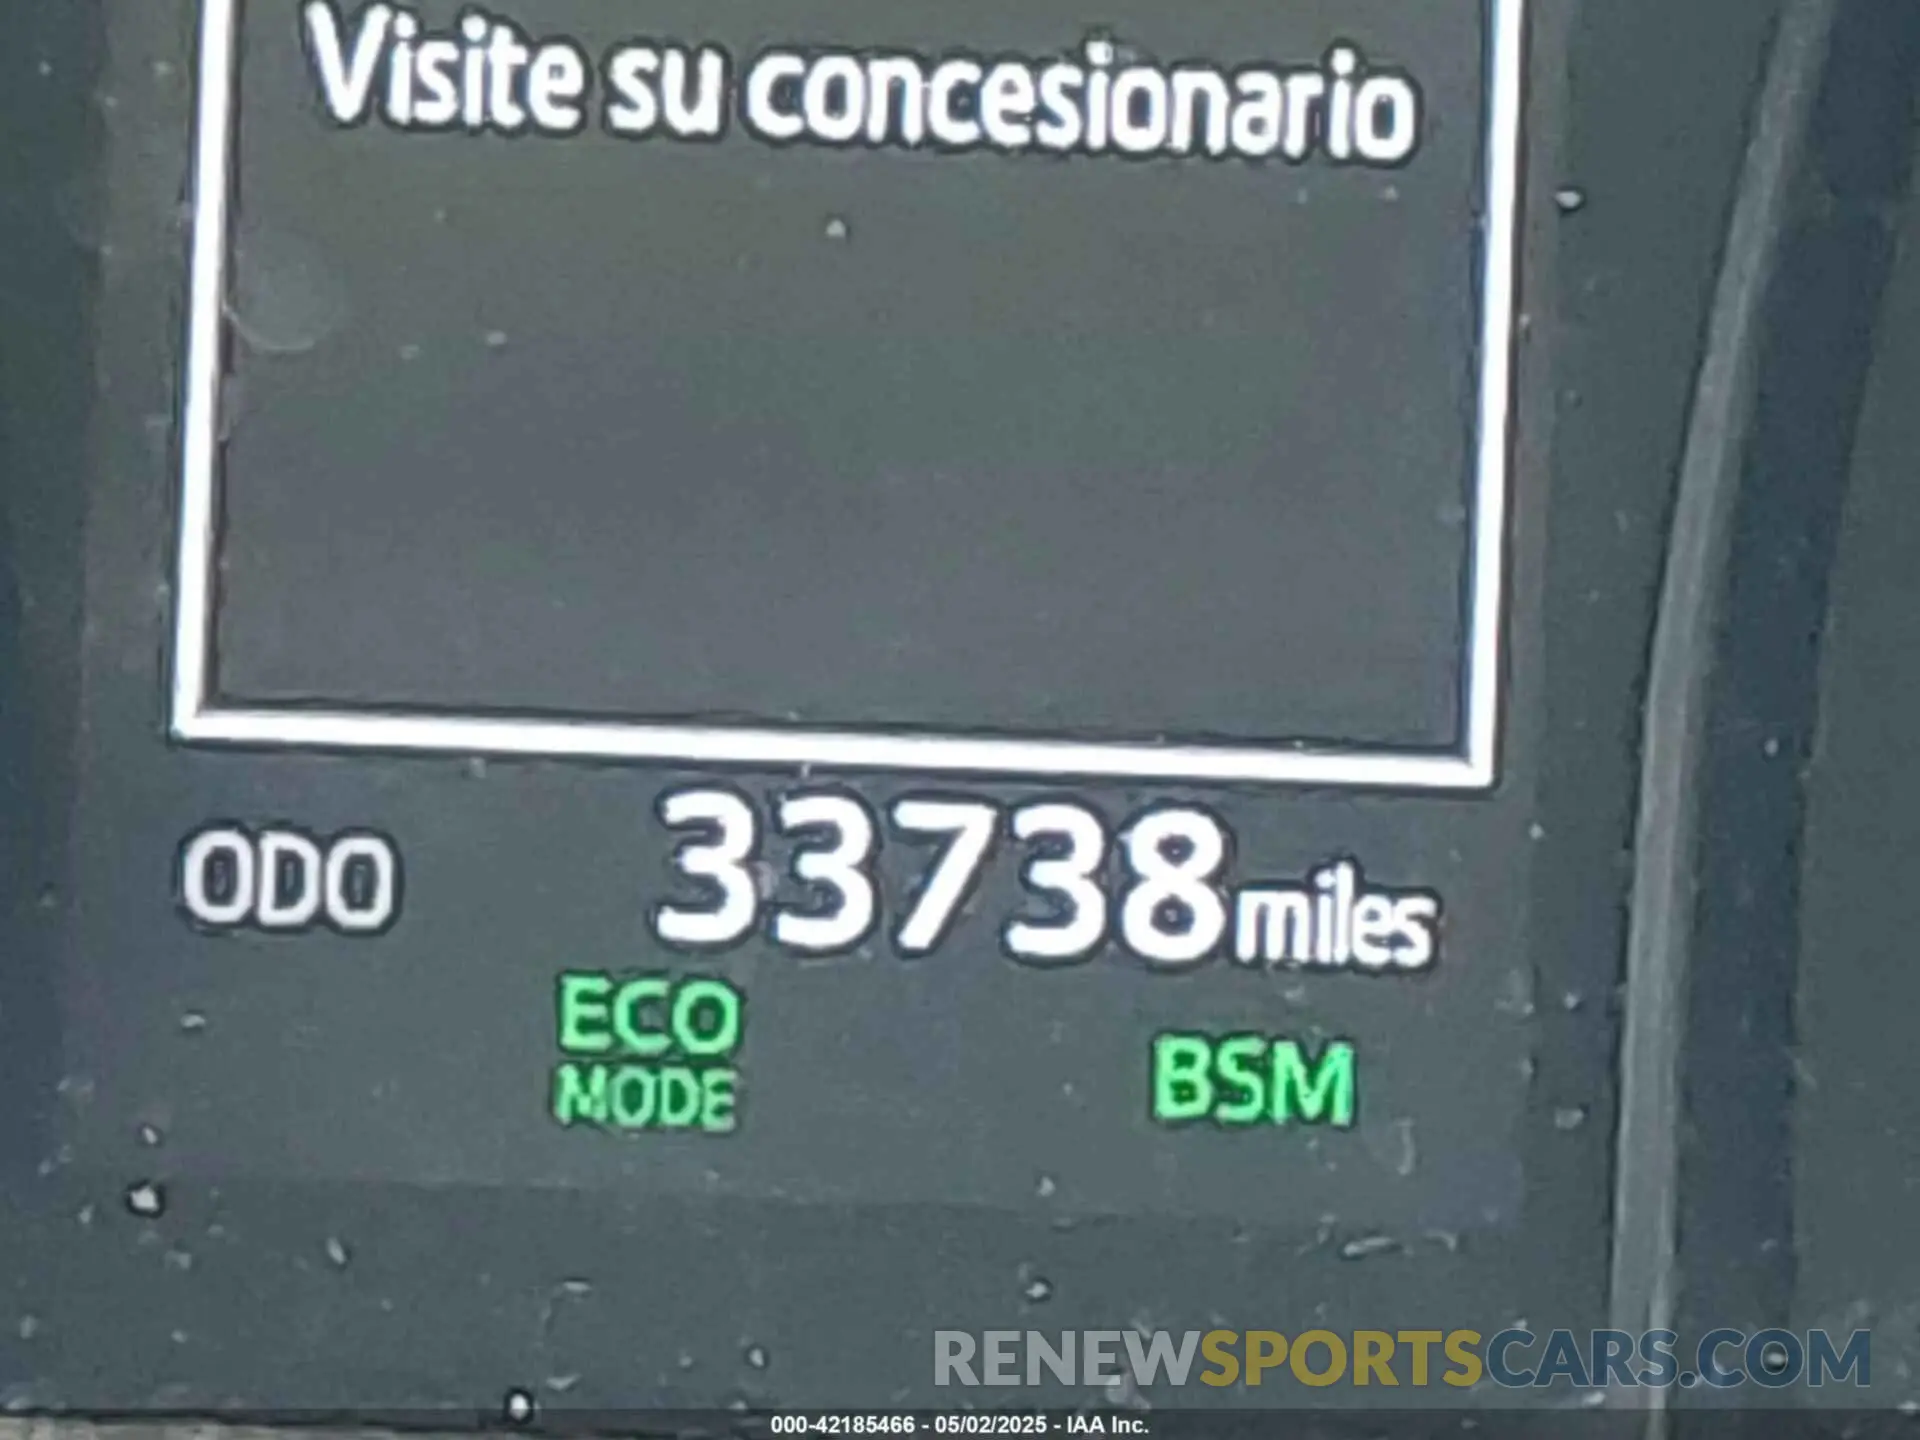 Visite su concesionario
ODO 33738 miles
ECO
MODE
BSM
RENEWSPORTSCARS.COM
000-42185466 - 05/02/2025 - IAA Inc.